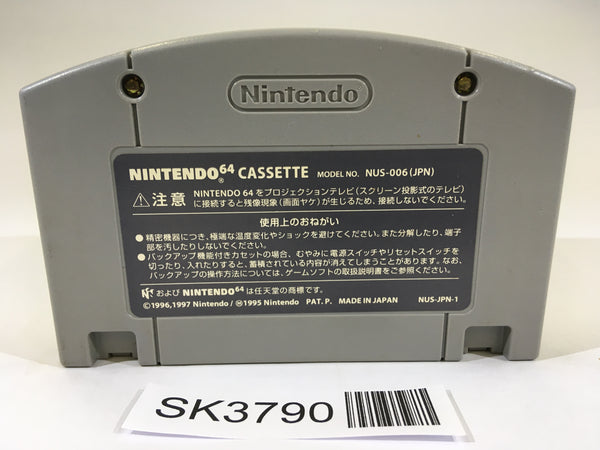 Nintendo
NINTENDO 64 CASSETTE MODEL NO. NUS-006(JPN)
⚠注意 NINTENDO 64 をプロジェクションテレビ(スクリーン投影式のテレビ)
に接続すると残像現象(画面ヤケ)が生じるため、接続しないでください。
使用上のおねがい
●精密機器につき、極端な温度変化やショックを避けてください。また分解したり、端子
部を汚したりしないでください。
●バックアップ機能付きカセットの場合、むやみに電源スイッチやリセットスイッチを
切ったり、入れたりすると、蓄積されている内容が消えてしまうことがあります。なお、
バックアップの操作方法については、ゲームソフトの取扱説明書をご参照ください。
および NINTENDO64 は任天堂の商標です。
©1996,1997 Nintendo / Ⓜ1995 Nintendo PAT. P. MADE IN JAPAN NUS-JPN-1
SK3790